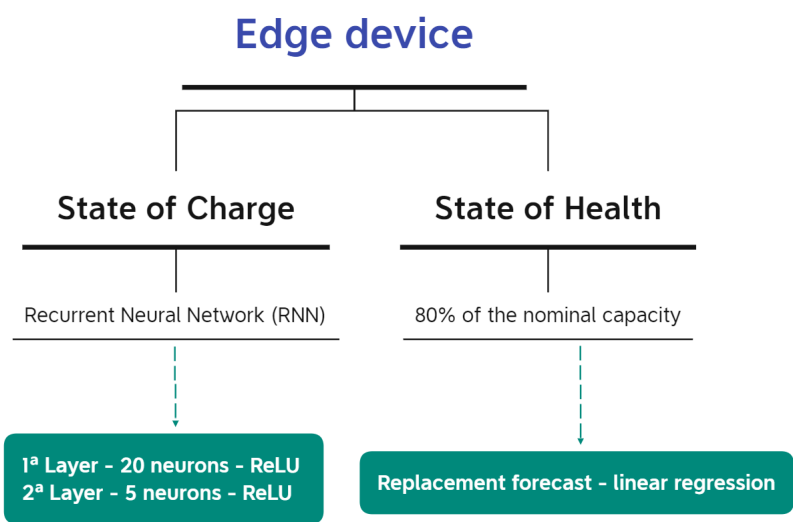 Edge device
State of Charge
State of Health
Recurrent Neural Network (RNN)
80% of the nominal capacity
1ª Layer - 20 neurons - ReLU
2ª Layer - 5 neurons - ReLU
Replacement forecast - linear regression